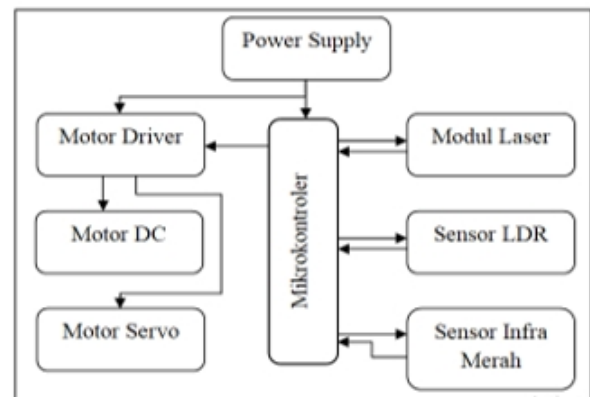 Power Supply
Motor Driver
Modul Laser
Mikrokontroler
Motor DC
Sensor LDR
Motor Servo
Sensor Infra
Merah